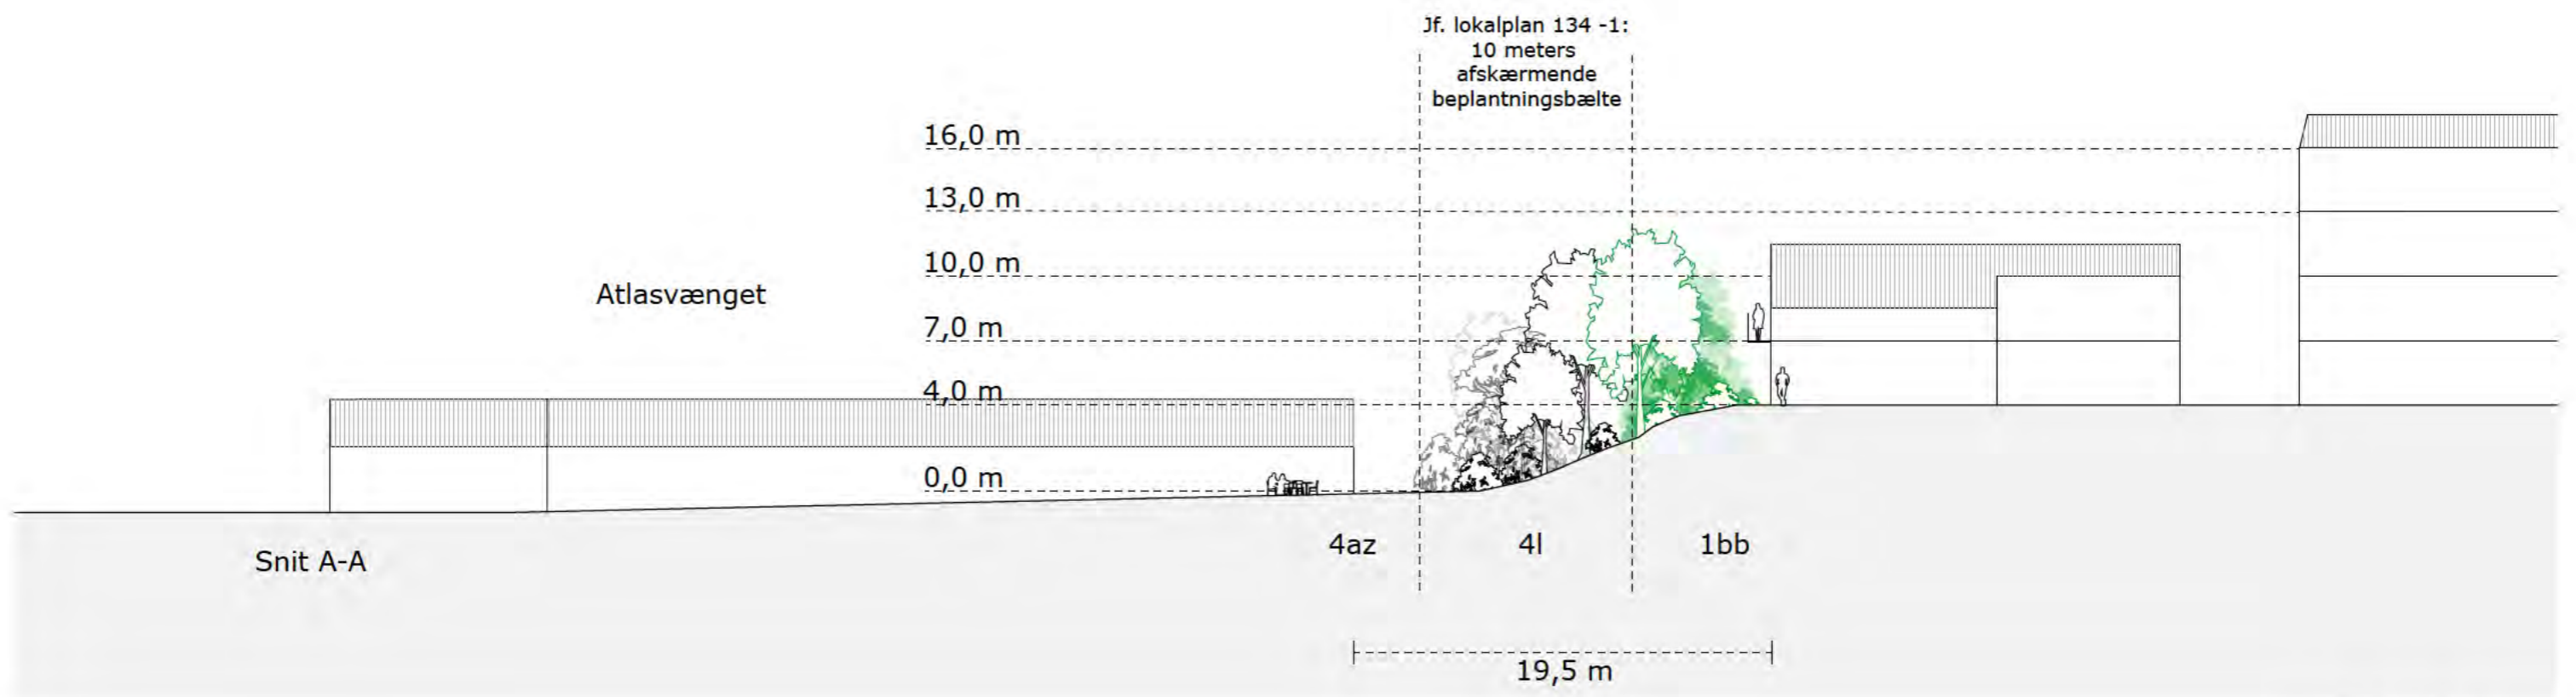 Jf. lokalplan 134 -1:
10 meters
afskærmende
beplantningsbælte
16,0 m
13,0 m
10,0 m
Atlasvænget
7,0 m
4,0 m
0,0 m
Snit A-A
4az
4l
1bb
19,5 m